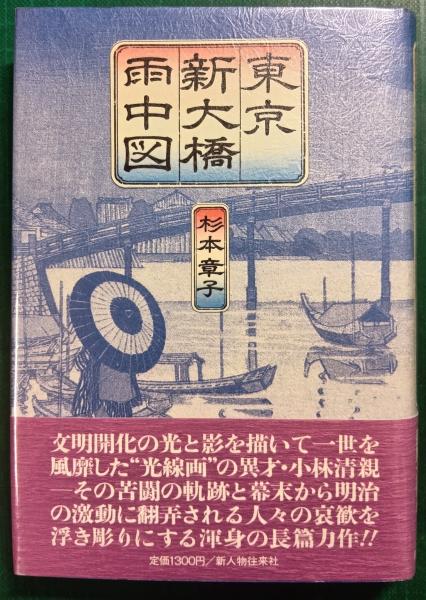 東京
新大橋
雨中図
杉本章子
文明開化の光と影を描いて一世を
風靡した“光線画”の異才・小林清親
—その苦闘の軌跡と幕末から明治
の激動に翻弄される人々の哀歓を
浮き彫りにする渾身の長篇力作!!
定価1300円/新人物往来社